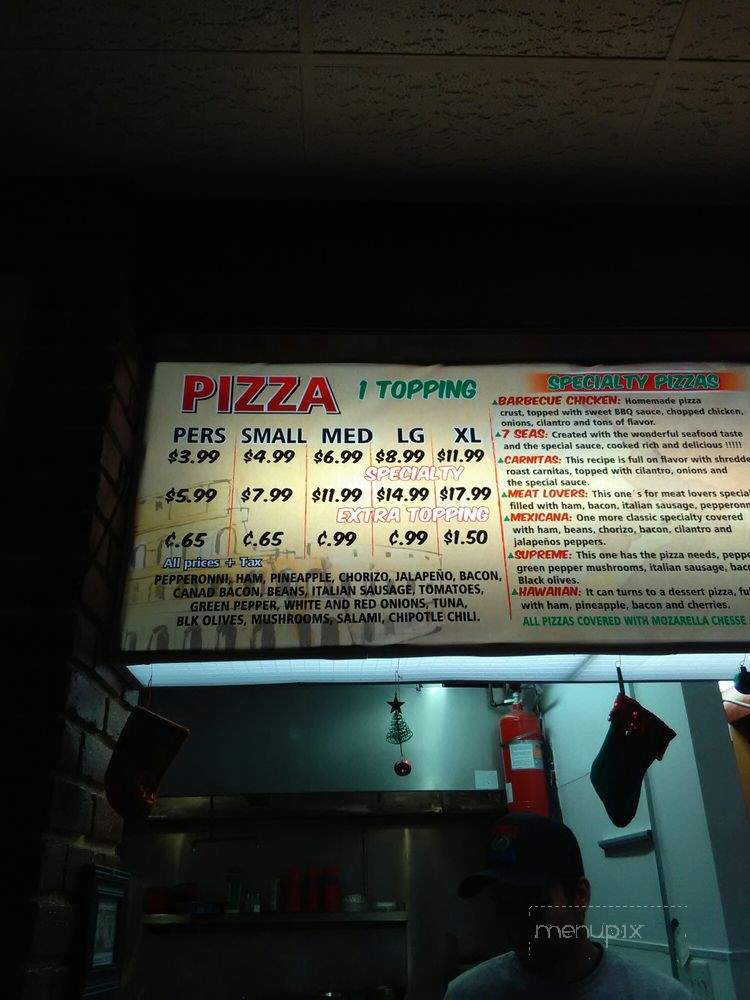 PIZZA 1 TOPPING
PERS SMALL MED LG XL
$3.99 $4.99 $6.99 $8.99 $11.99
SPECIALTY
$5.99 $7.99 $11.99 $14.99 $17.99
EXTRA TOPPING
¢.65 ¢.65 ¢.99 ¢.99 $1.50
All prices + Tax
PEPPERONNI, HAM, PINEAPPLE, CHORIZO, JALAPEÑO, BACON,
CANAD BACON, BEANS, ITALIAN SAUSAGE, TOMATOES,
GREEN PEPPER, WHITE AND RED ONIONS, TUNA,
BLK OLIVES, MUSHROOMS, SALAMI, CHIPOTLE CHILI.
SPECIALTY PIZZAS
BARBECUE CHICKEN: Homemade pizza
crust, topped with sweet BBQ sauce, chopped chicken,
onions, cilantro and tons of flavor.
7 SEAS: Created with the wonderful seafood taste
and the special sauce, cooked rich and delicious !!!!!
CARNITAS: This recipe is full on flavor with shredde
roast carnitas, topped with cilantro, onions and
the special sauce.
MEAT LOVERS: This one´s for meat lovers special
filled with ham, bacon, italian sausage, pepperonn
MEXICANA: One more classic specialty covered
with ham, beans, chorizo, bacon, cilantro and
jalapeños peppers.
SUPREME: This one has the pizza needs, peppe
green pepper mushrooms, italian sausage, baco
Black olives.
HAWAIIAN: It can turns to a dessert pizza, ful
with ham, pineapple, bacon and cherries.
ALL PIZZAS COVERED WITH MOZARELLA CHESSE
menupix